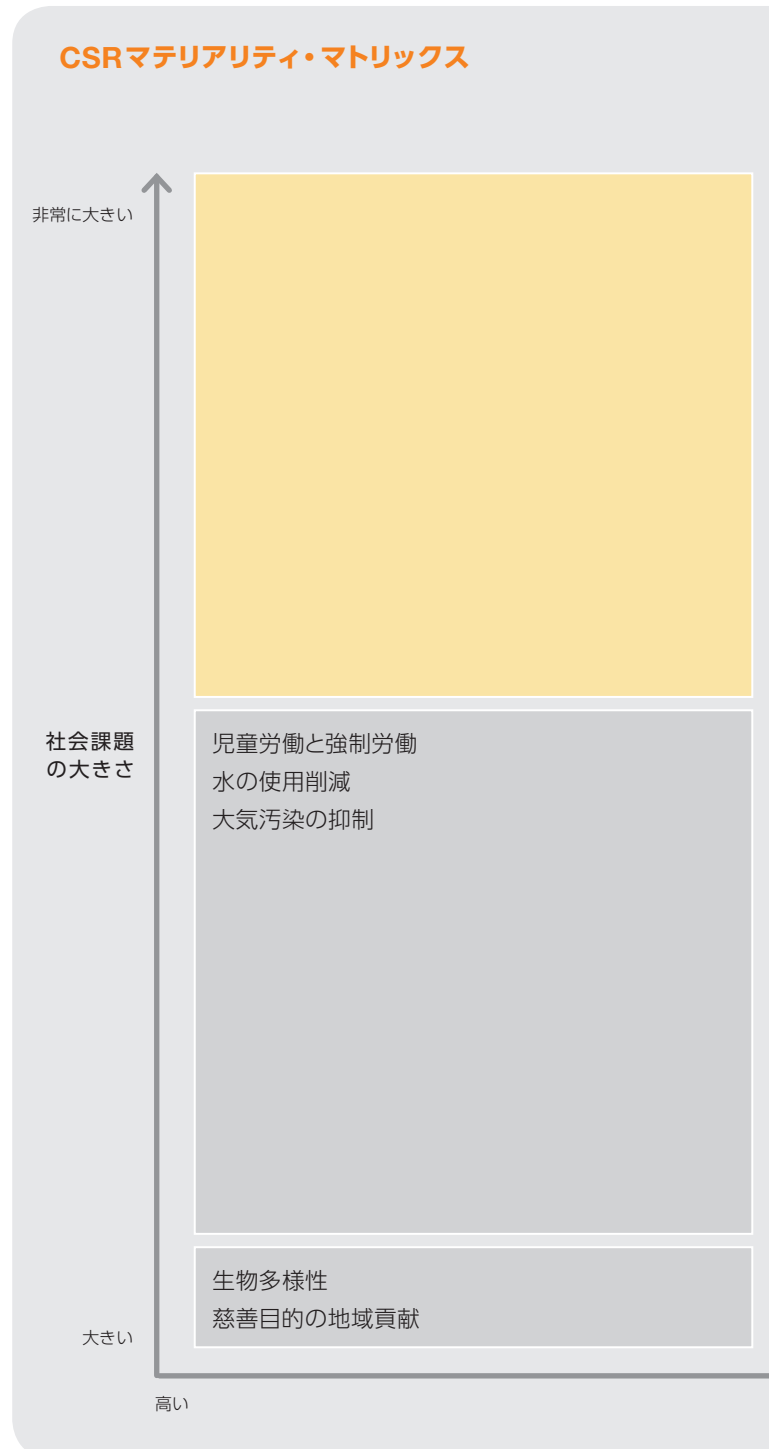 CSRマテリアリティ・マトリックス
非常に大きい
社会課題
の大きさ
児童労働と強制労働
水の使用削減
大気汚染の抑制
生物多様性
慈善目的の地域貢献
大きい
高い